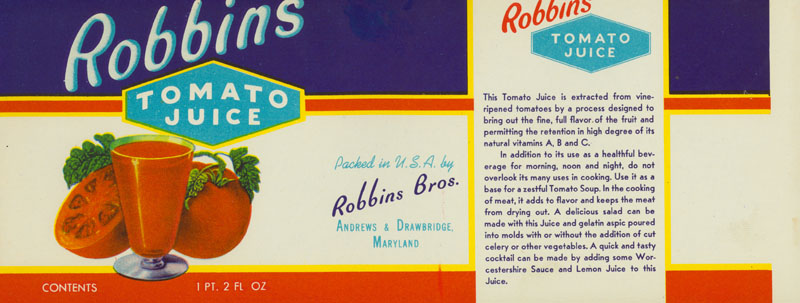 Robbins
TOMATO
JUICE
Packed in U.S.A. by
Robbins Bros.
ANDREWS & DRAWBRIDGE,
MARYLAND
CONTENTS 1 PT. 2 FL OZ
Robbins
TOMATO
JUICE
This Tomato Juice is extracted from vine-
ripened tomatoes by a process designed to
bring out the fine, full flavor of the fruit and
permitting the retention in high degree of its
natural vitamins A, B and C.
In addition to its use as a healthful bev-
erage for morning, noon and night, do not
overlook its many uses in cooking. Use it as a
base for a zestful Tomato Soup. In the cooking
of meat, it adds to flavor and keeps the meat
from drying out. A delicious salad can be
made with this Juice and gelatin aspic poured
into molds with or without the addition of cut
celery or other vegetables. A quick and tasty
cocktail can be made by adding some Wor-
cestershire Sauce and Lemon Juice to this
Juice.